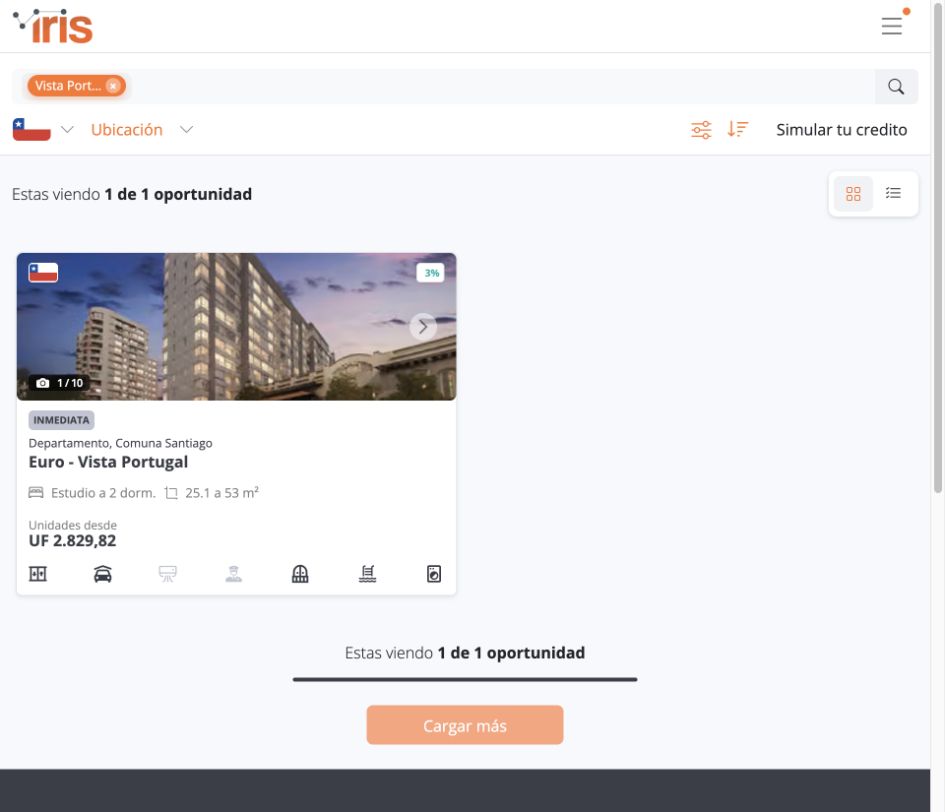 iris
Vista Port...
Ubicación
Simular tu credito
Estas viendo 1 de 1 oportunidad
3%
1 / 10
INMEDIATA
Departamento, Comuna Santiago
Euro - Vista Portugal
Estudio a 2 dorm. 25.1 a 53 m²
Unidades desde
UF 2.829,82
Estas viendo 1 de 1 oportunidad
Cargar más